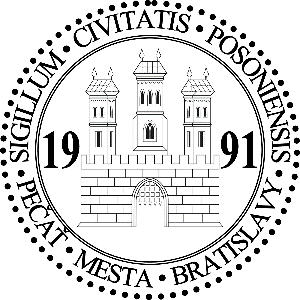 SIGILLUM · CIVITATIS · POSONIENSIS
19 91
PEČAŤ · MESTA · BRATISLAVY